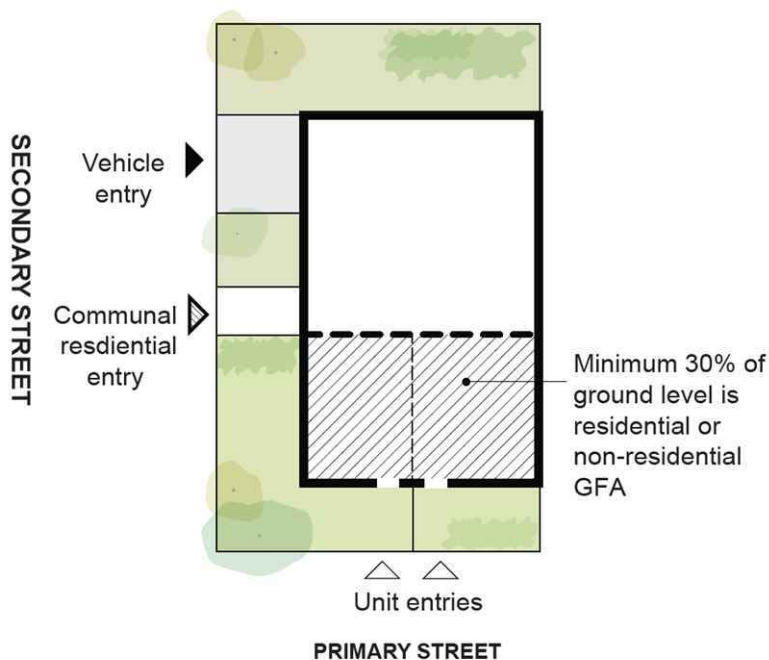 SECONDARY STREET
Vehicle
entry
Communal
resdiential
entry
Minimum 30% of
ground level is
residential or
non-residential
GFA
Unit entries
PRIMARY STREET